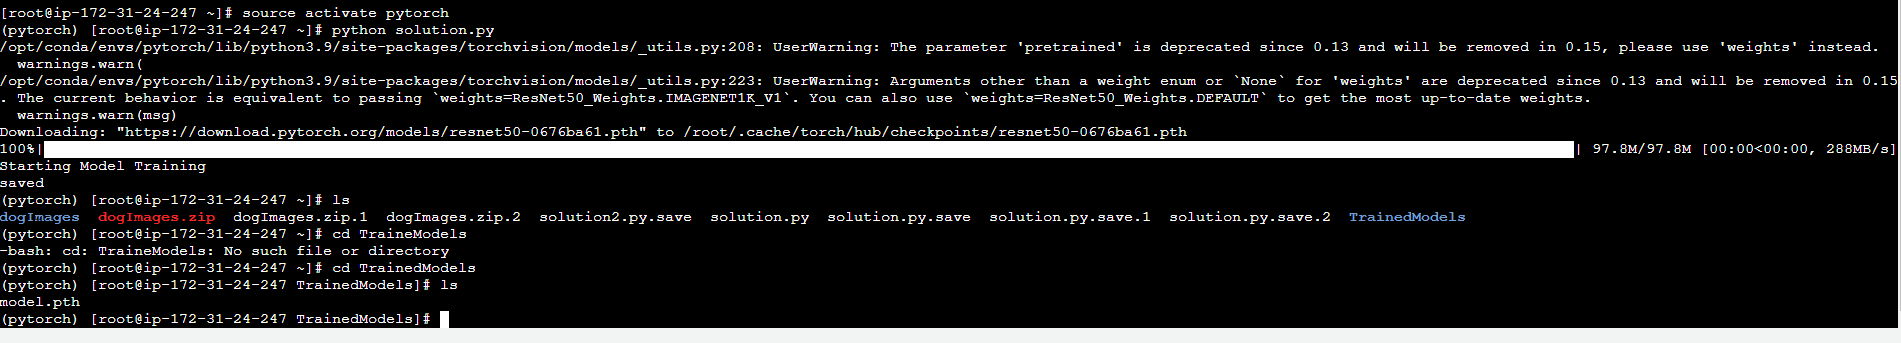 [root@ip-172-31-24-247 ~]# source activate pytorch
(pytorch) [root@ip-172-31-24-247 ~]# python solution.py
/opt/conda/envs/pytorch/lib/python3.9/site-packages/torchvision/models/_utils.py:208: UserWarning: The parameter 'pretrained' is deprecated since 0.13 and will be removed in 0.15, please use 'weights' instead.
  warnings.warn(
/opt/conda/envs/pytorch/lib/python3.9/site-packages/torchvision/models/_utils.py:223: UserWarning: Arguments other than a weight enum or `None` for 'weights' are deprecated since 0.13 and will be removed in 0.15
. The current behavior is equivalent to passing `weights=ResNet50_Weights.IMAGENET1K_V1`. You can also use `weights=ResNet50_Weights.DEFAULT` to get the most up-to-date weights.
  warnings.warn(msg)
Downloading: "https://download.pytorch.org/models/resnet50-0676ba61.pth" to /root/.cache/torch/hub/checkpoints/resnet50-0676ba61.pth
100%| | 97.8M/97.8M [00:00<00:00, 288MB/s]
Starting Model Training
saved
(pytorch) [root@ip-172-31-24-247 ~]# ls
dogImages  dogImages.zip  dogImages.zip.1  dogImages.zip.2  solution2.py.save  solution.py  solution.py.save  solution.py.save.1  solution.py.save.2  TrainedModels
(pytorch) [root@ip-172-31-24-247 ~]# cd TraineModels
-bash: cd: TraineModels: No such file or directory
(pytorch) [root@ip-172-31-24-247 ~]# cd TrainedModels
(pytorch) [root@ip-172-31-24-247 TrainedModels]# ls
model.pth
(pytorch) [root@ip-172-31-24-247 TrainedModels]#